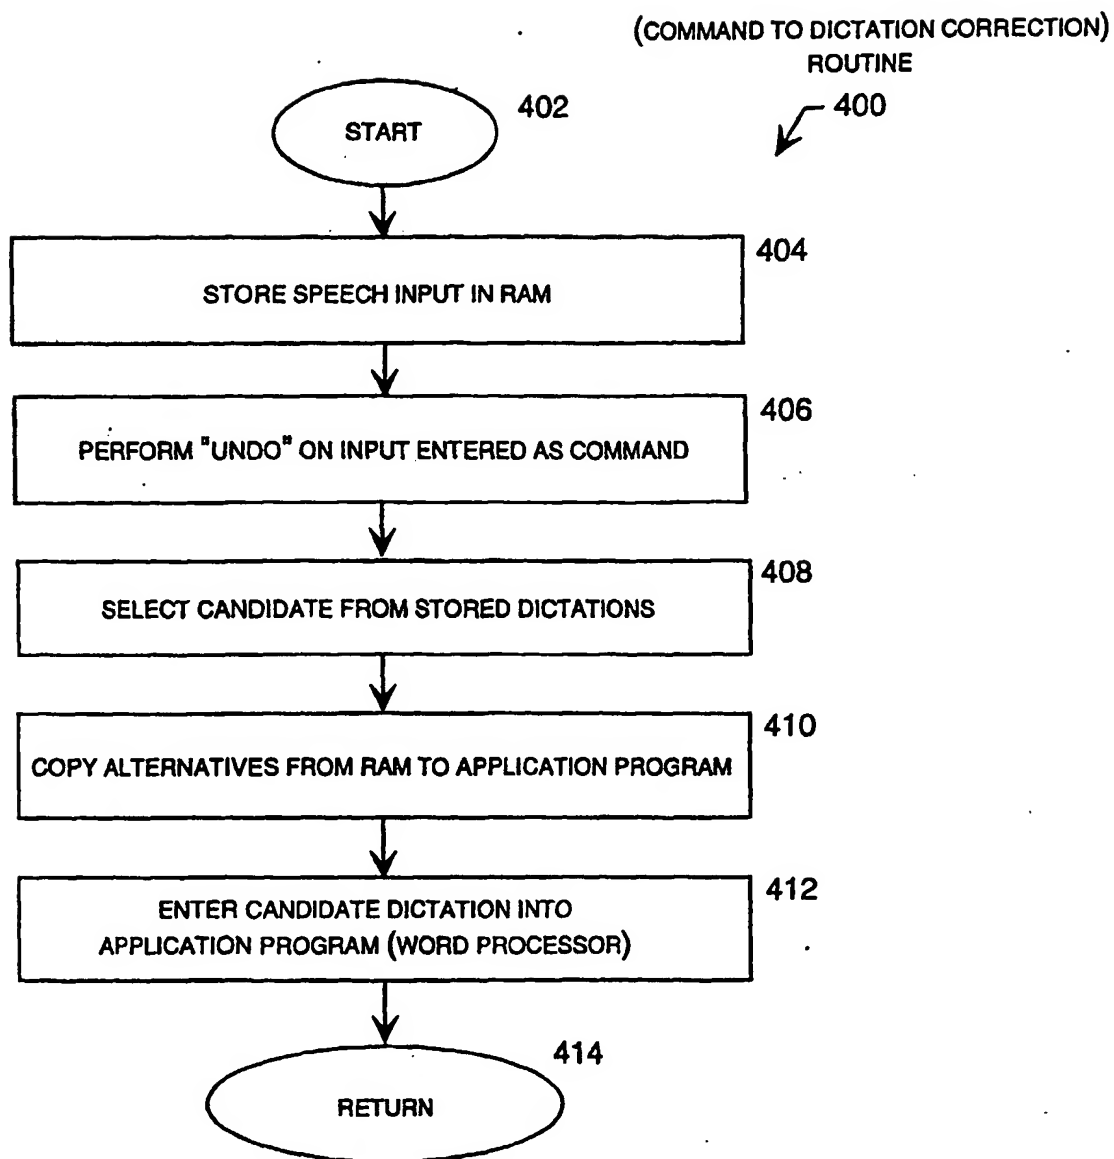 (COMMAND TO DICTATION CORRECTION)
ROUTINE
400
402
START
404
STORE SPEECH INPUT IN RAM
406
PERFORM "UNDO" ON INPUT ENTERED AS COMMAND
408
SELECT CANDIDATE FROM STORED DICTATIONS
410
COPY ALTERNATIVES FROM RAM TO APPLICATION PROGRAM
412
ENTER CANDIDATE DICTATION INTO
APPLICATION PROGRAM (WORD PROCESSOR)
414
RETURN